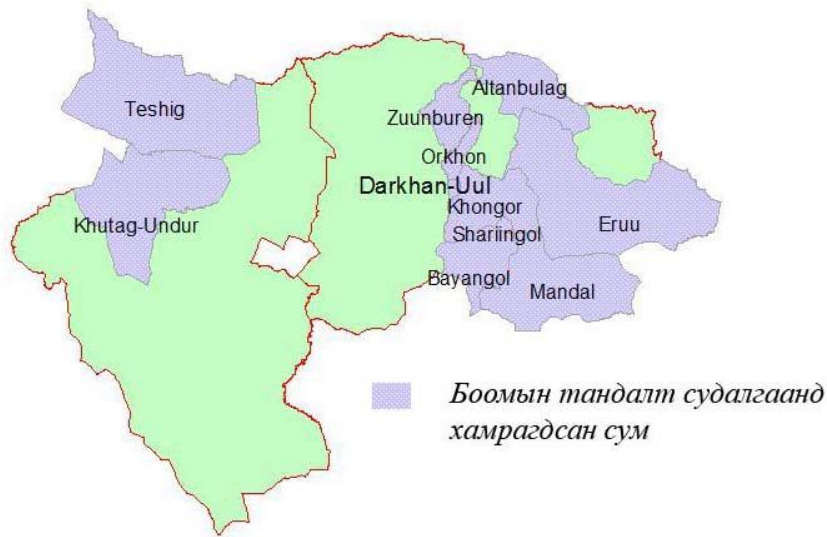 Teshig
Altanbulag
Zuunburen
Orkhon
Darkhan-Uul
Khongor
Khutag-Undur
Eruu
Shariingol
Bayangol
Mandal
Боомын тандалт судалгаанд
хамрагдсан сум